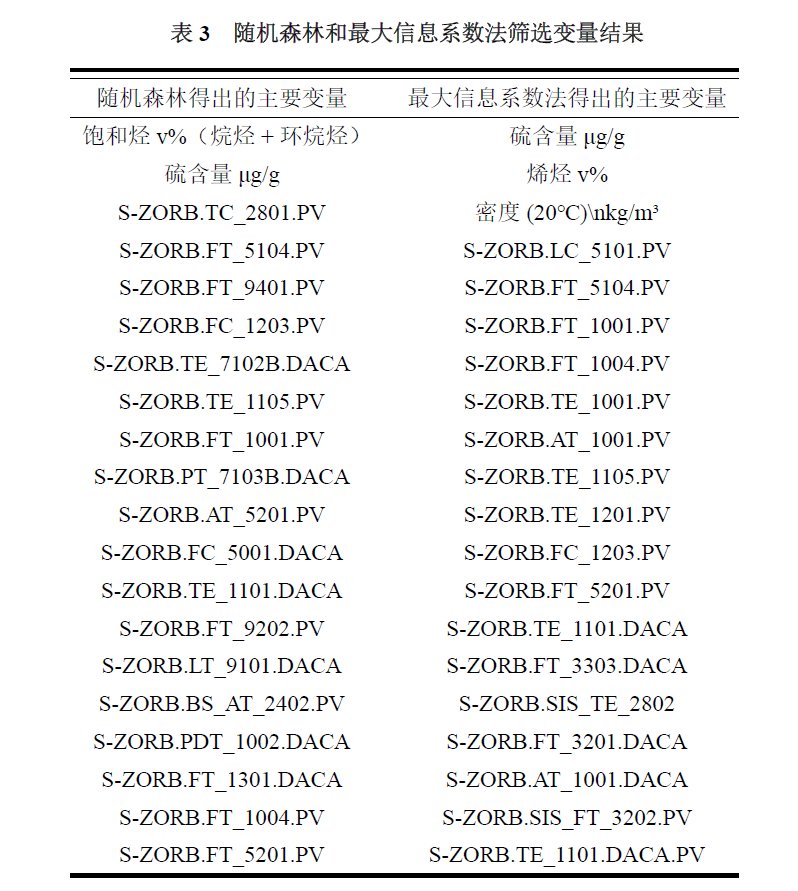 表 3 随机森林和最大信息系数法筛选变量结果
随机森林得出的主要变量 最大信息系数法得出的主要变量
饱和烃 v%（烷烃 + 环烷烃） 硫含量 μg/g
硫含量 μg/g 烯烃 v%
S-ZORB.TC_2801.PV 密度 (20℃)\nkg/m³
S-ZORB.FT_5104.PV S-ZORB.LC_5101.PV
S-ZORB.FT_9401.PV S-ZORB.FT_5104.PV
S-ZORB.FC_1203.PV S-ZORB.FT_1001.PV
S-ZORB.TE_7102B.DACA S-ZORB.FT_1004.PV
S-ZORB.TE_1105.PV S-ZORB.TE_1001.PV
S-ZORB.FT_1001.PV S-ZORB.AT_1001.PV
S-ZORB.PT_7103B.DACA S-ZORB.TE_1105.PV
S-ZORB.AT_5201.PV S-ZORB.TE_1201.PV
S-ZORB.FC_5001.DACA S-ZORB.FC_1203.PV
S-ZORB.TE_1101.DACA S-ZORB.FT_5201.PV
S-ZORB.FT_9202.PV S-ZORB.TE_1101.DACA
S-ZORB.LT_9101.DACA S-ZORB.FT_3303.DACA
S-ZORB.BS_AT_2402.PV S-ZORB.SIS_TE_2802
S-ZORB.PDT_1002.DACA S-ZORB.FT_3201.DACA
S-ZORB.FT_1301.DACA S-ZORB.AT_1001.DACA
S-ZORB.FT_1004.PV S-ZORB.SIS_FT_3202.PV
S-ZORB.FT_5201.PV S-ZORB.TE_1101.DACA.PV